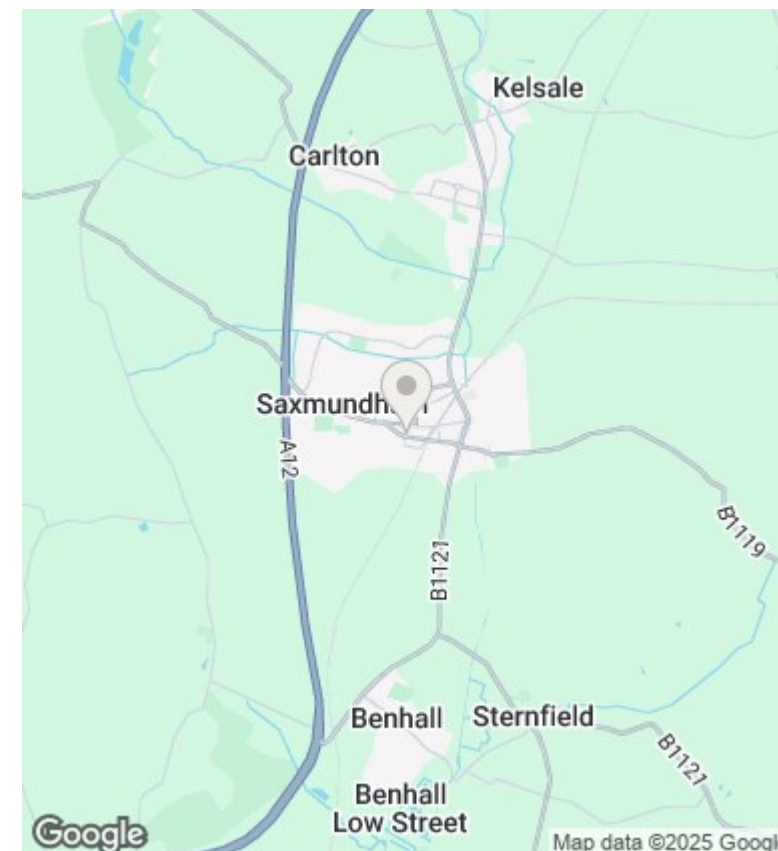 Kelsale
Carlton
Saxmundh
A12
B1119
B1121
Benhall
Sternfield
B1121
Benhall
Low Street
Google
Map data ©2025 Googl